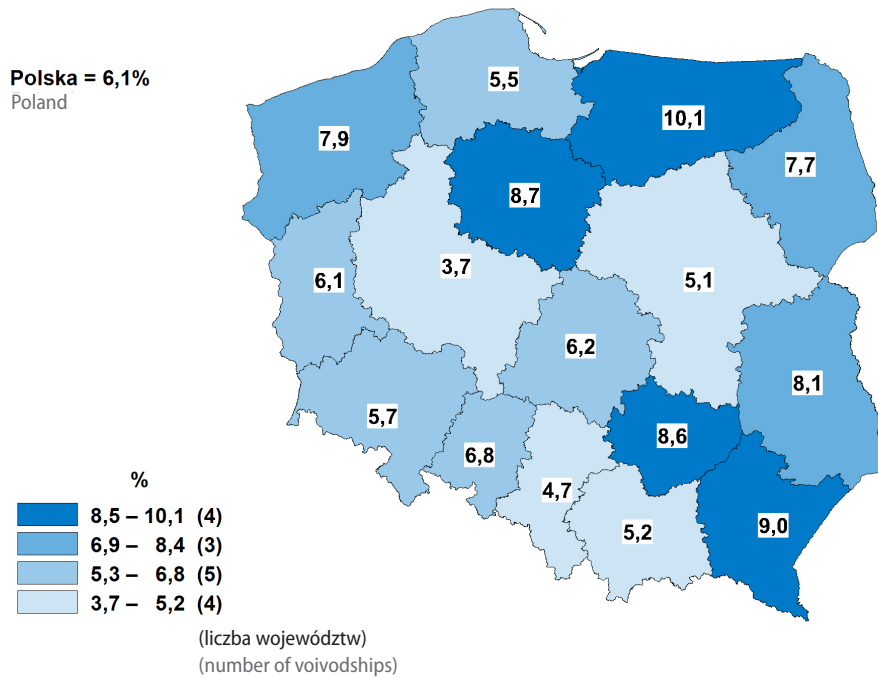 Polska = 6,1%
Poland
5,5
10,1
7,9
7,7
8,7
3,7
5,1
6,1
6,2
8,1
5,7
8,6
6,8
4,7
5,2
9,0
%
8,5 – 10,1 (4)
6,9 – 8,4 (3)
5,3 – 6,8 (5)
3,7 – 5,2 (4)
(liczba województw)
(number of voivodships)